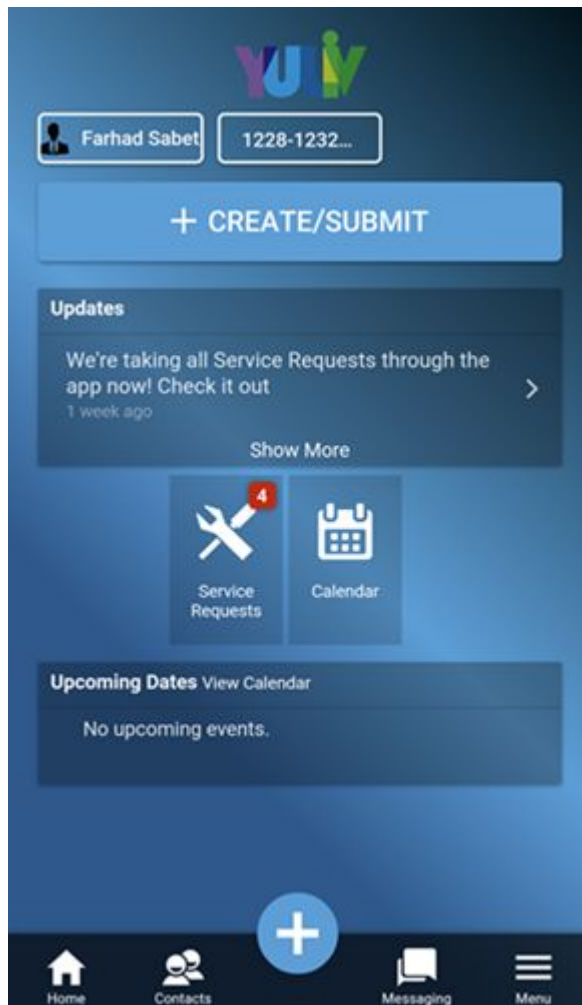 YULIV
Farhad Sabet
1228-1232...
+ CREATE/SUBMIT
Updates
We're taking all Service Requests through the
app now! Check it out
1 week ago
Show More
4
Service
Requests
Calendar
Upcoming Dates View Calendar
No upcoming events.
Home
Contacts
Messaging
Menu